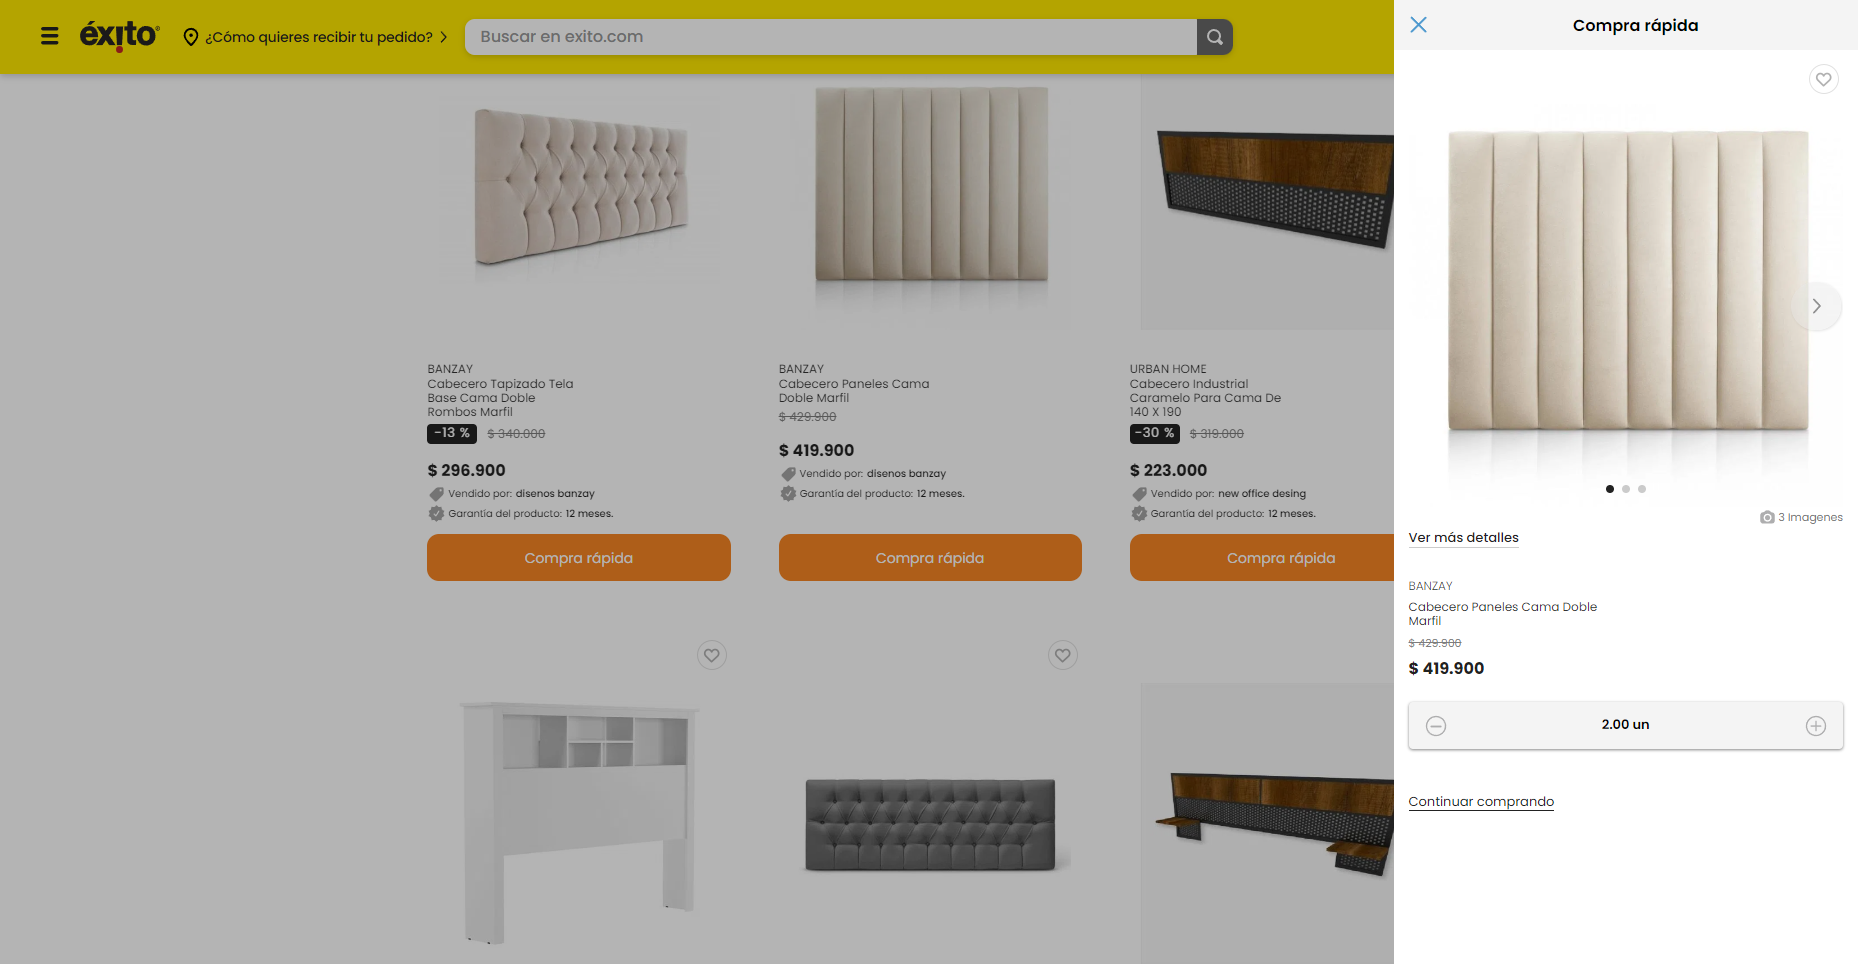 éxito
¿Cómo quieres recibir tu pedido?
Buscar en exito.com
Compra rápida
BANZAY
Cabecero Tapizado Tela
Base Cama Doble
Rombos Marfil
-13 % $ 340.000
$ 296.900
Vendido por: disenos banzay
Garantía del producto: 12 meses.
Compra rápida
BANZAY
Cabecero Paneles Cama
Doble Marfil
$ 429.900
$ 419.900
Vendido por: disenos banzay
Garantía del producto: 12 meses.
Compra rápida
URBAN HOME
Cabecero Industrial
Caramelo Para Cama De
140 X 190
-30 % $ 319.000
$ 223.000
Vendido por: new office desing
Garantía del producto: 12 meses.
Compra rápida
3 Imagenes
Ver más detalles
BANZAY
Cabecero Paneles Cama Doble
Marfil
$ 429.900
$ 419.900
2.00 un
Continuar comprando